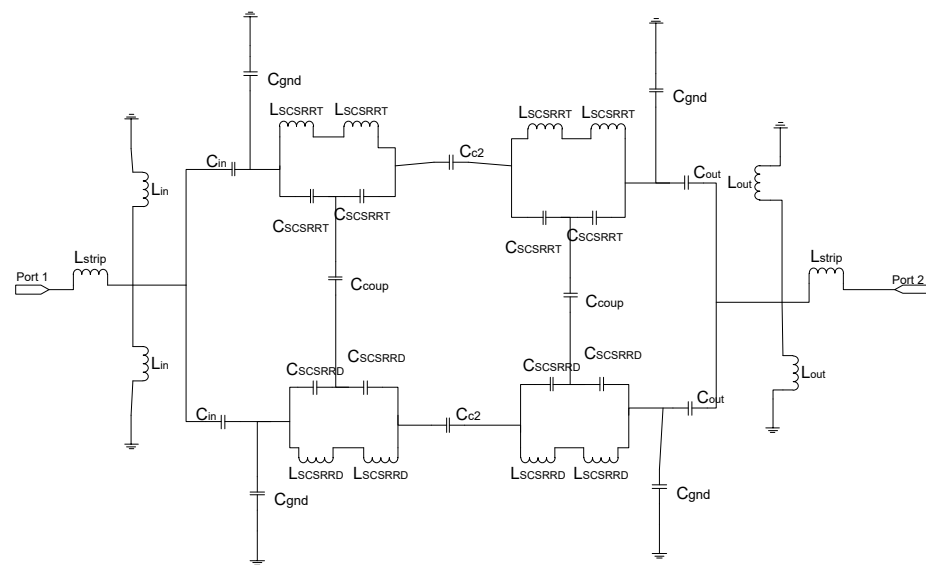 Cgnd
Cgnd
LSCSRRT LSCSRRT
LSCSRRT LSCSRRT
Cin
Cc2
Cout
Lin
Lout
CSCSRRT
CSCSRRT
CSCSRRT
CSCSRRT
Lstrip
Lstrip
Port 1
Port 2
Ccoup
Ccoup
Lin
CSCSRRD
CSCSRRD
CSCSRRD
CSCSRRD
Lout
Cin
Cc2
Cout
LSCSRRD LSCSRRD
LSCSRRD LSCSRRD
Cgnd
Cgnd